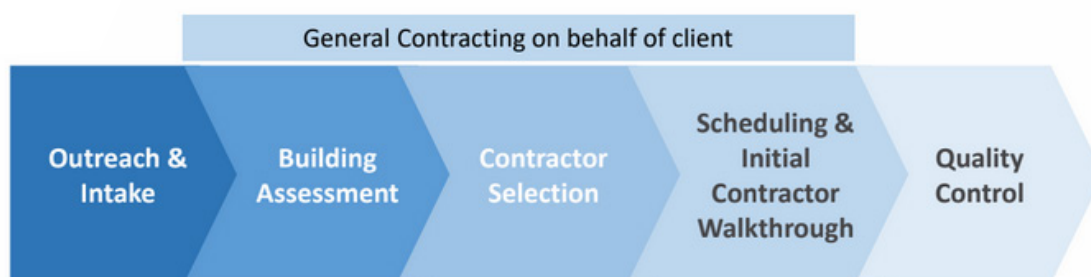 General Contracting on behalf of client
Outreach &
Intake
Building
Assessment
Contractor
Selection
Scheduling &
Initial
Contractor
Walkthrough
Quality
Control